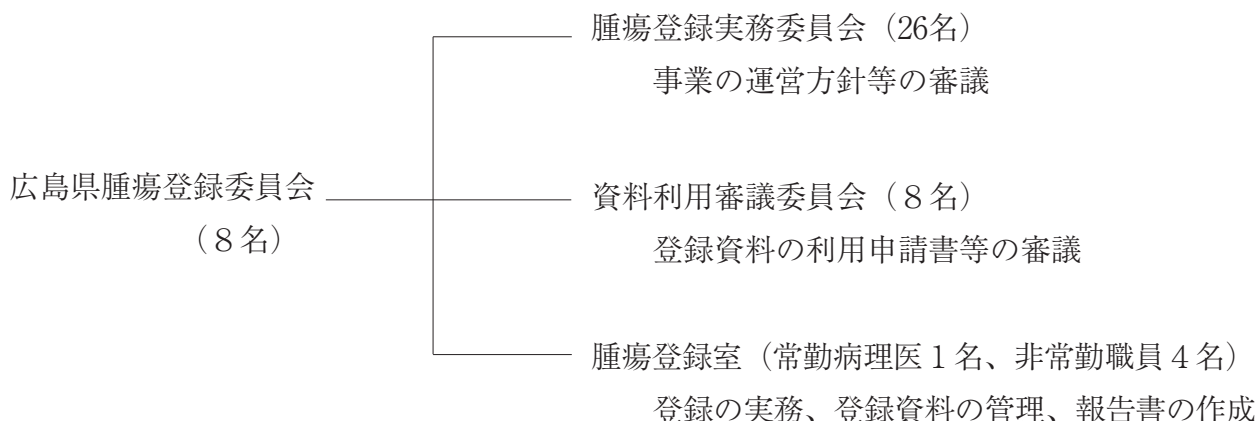 腫瘍登録実務委員会（26名）
事業の運営方針等の審議
広島県腫瘍登録委員会
（８名）
資料利用審議委員会（８名）
登録資料の利用申請書等の審議
腫瘍登録室（常勤病理医１名、非常勤職員４名）
登録の実務、登録資料の管理、報告書の作成